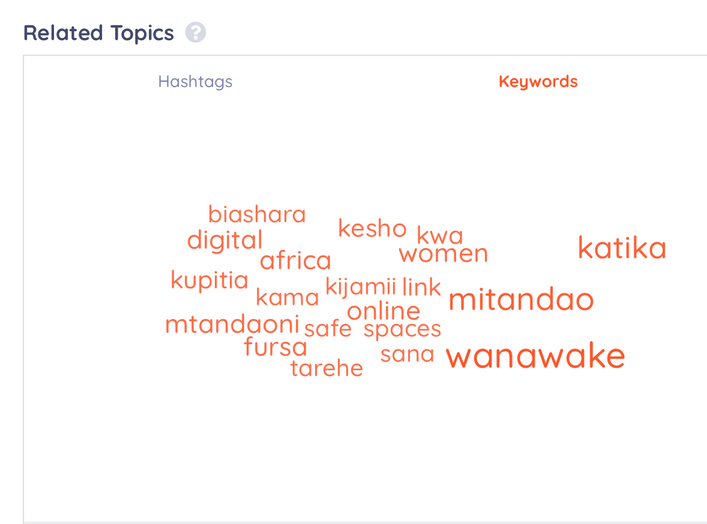 Related Topics ?
Hashtags Keywords
biashara
kesho
digital kwa katika
women
africa
kupitia
kijamii link
kama mitandao
online
mtandaoni safe spaces
fursa
sana wanawake
tarehe